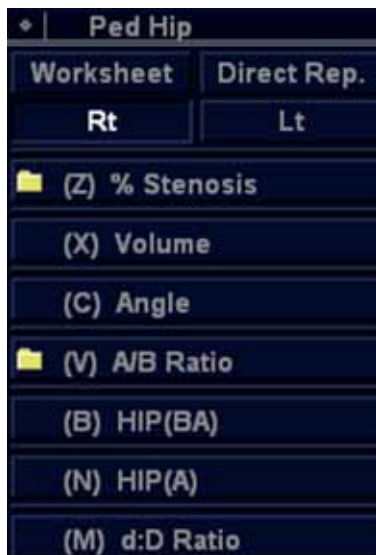 Ped Hip
Worksheet Direct Rep.
Rt Lt
(Z) % Stenosis
(X) Volume
(C) Angle
(V) A/B Ratio
(B) HIP(BA)
(N) HIP(A)
(M) d:D Ratio